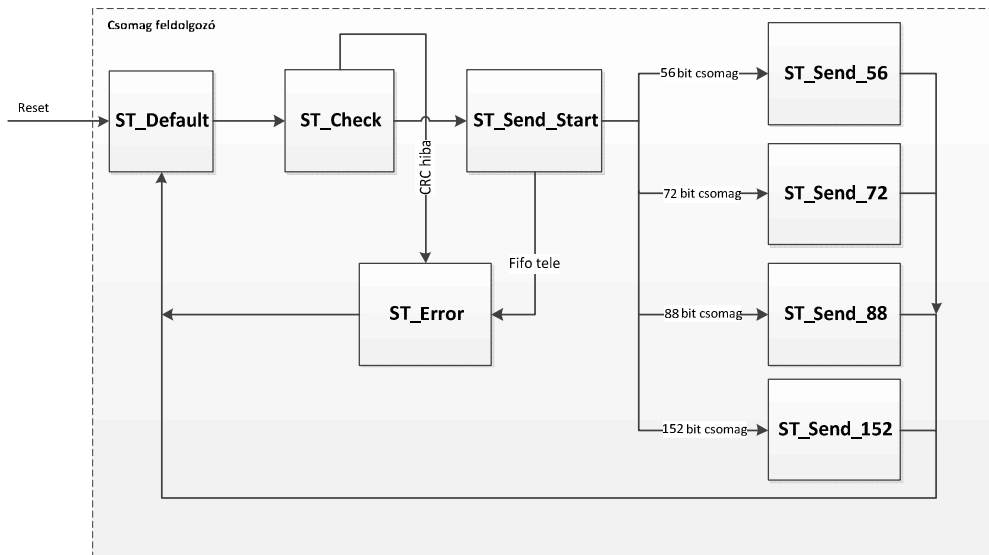 Csomag feldolgozó
Reset
ST_Default
ST_Check
ST_Send_Start
CRC hiba
Fifo tele
ST_Error
56 bit csomag
ST_Send_56
72 bit csomag
ST_Send_72
88 bit csomag
ST_Send_88
152 bit csomag
ST_Send_152